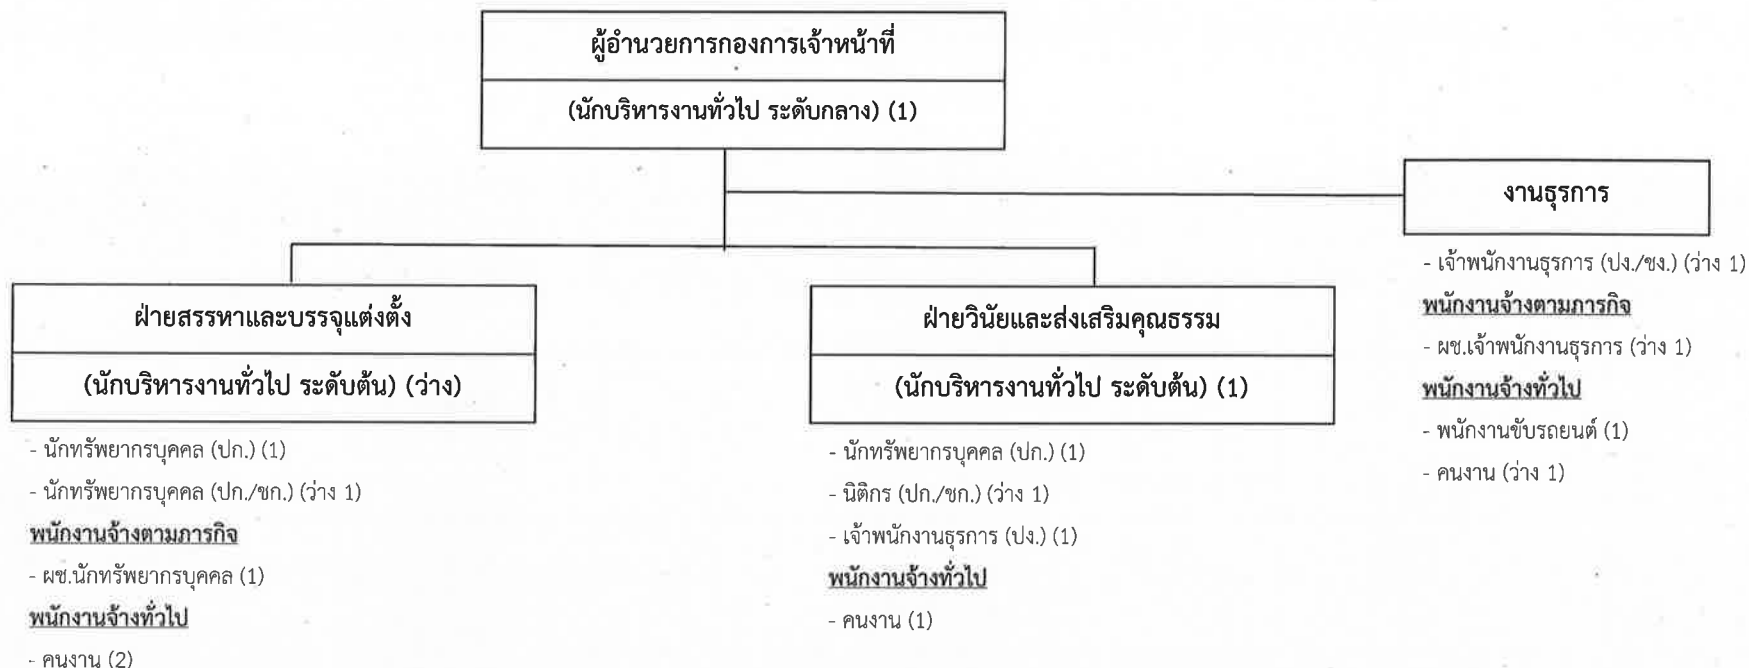 ผู้อำนวยการกองการเจ้าหน้าที่
(นักบริหารงานทั่วไป ระดับกลาง) (1)
งานธุรการ
- เจ้าพนักงานธุรการ (ปง./ชง.) (ว่าง 1)
พนักงานจ้างตามภารกิจ
- ผช.เจ้าพนักงานธุรการ (ว่าง 1)
พนักงานจ้างทั่วไป
- พนักงานขับรถยนต์ (1)
- คนงาน (ว่าง 1)
ฝ่ายสรรหาและบรรจุแต่งตั้ง
(นักบริหารงานทั่วไป ระดับต้น) (ว่าง)
- นักทรัพยากรบุคคล (ปก.) (1)
- นักทรัพยากรบุคคล (ปก./ชก.) (ว่าง 1)
พนักงานจ้างตามภารกิจ
- ผช.นักทรัพยากรบุคคล (1)
พนักงานจ้างทั่วไป
- คนงาน (2)
ฝ่ายวินัยและส่งเสริมคุณธรรม
(นักบริหารงานทั่วไป ระดับต้น) (1)
- นักทรัพยากรบุคคล (ปก.) (1)
- นิติกร (ปก./ชก.) (ว่าง 1)
- เจ้าพนักงานธุรการ (ปง.) (1)
พนักงานจ้างทั่วไป
- คนงาน (1)